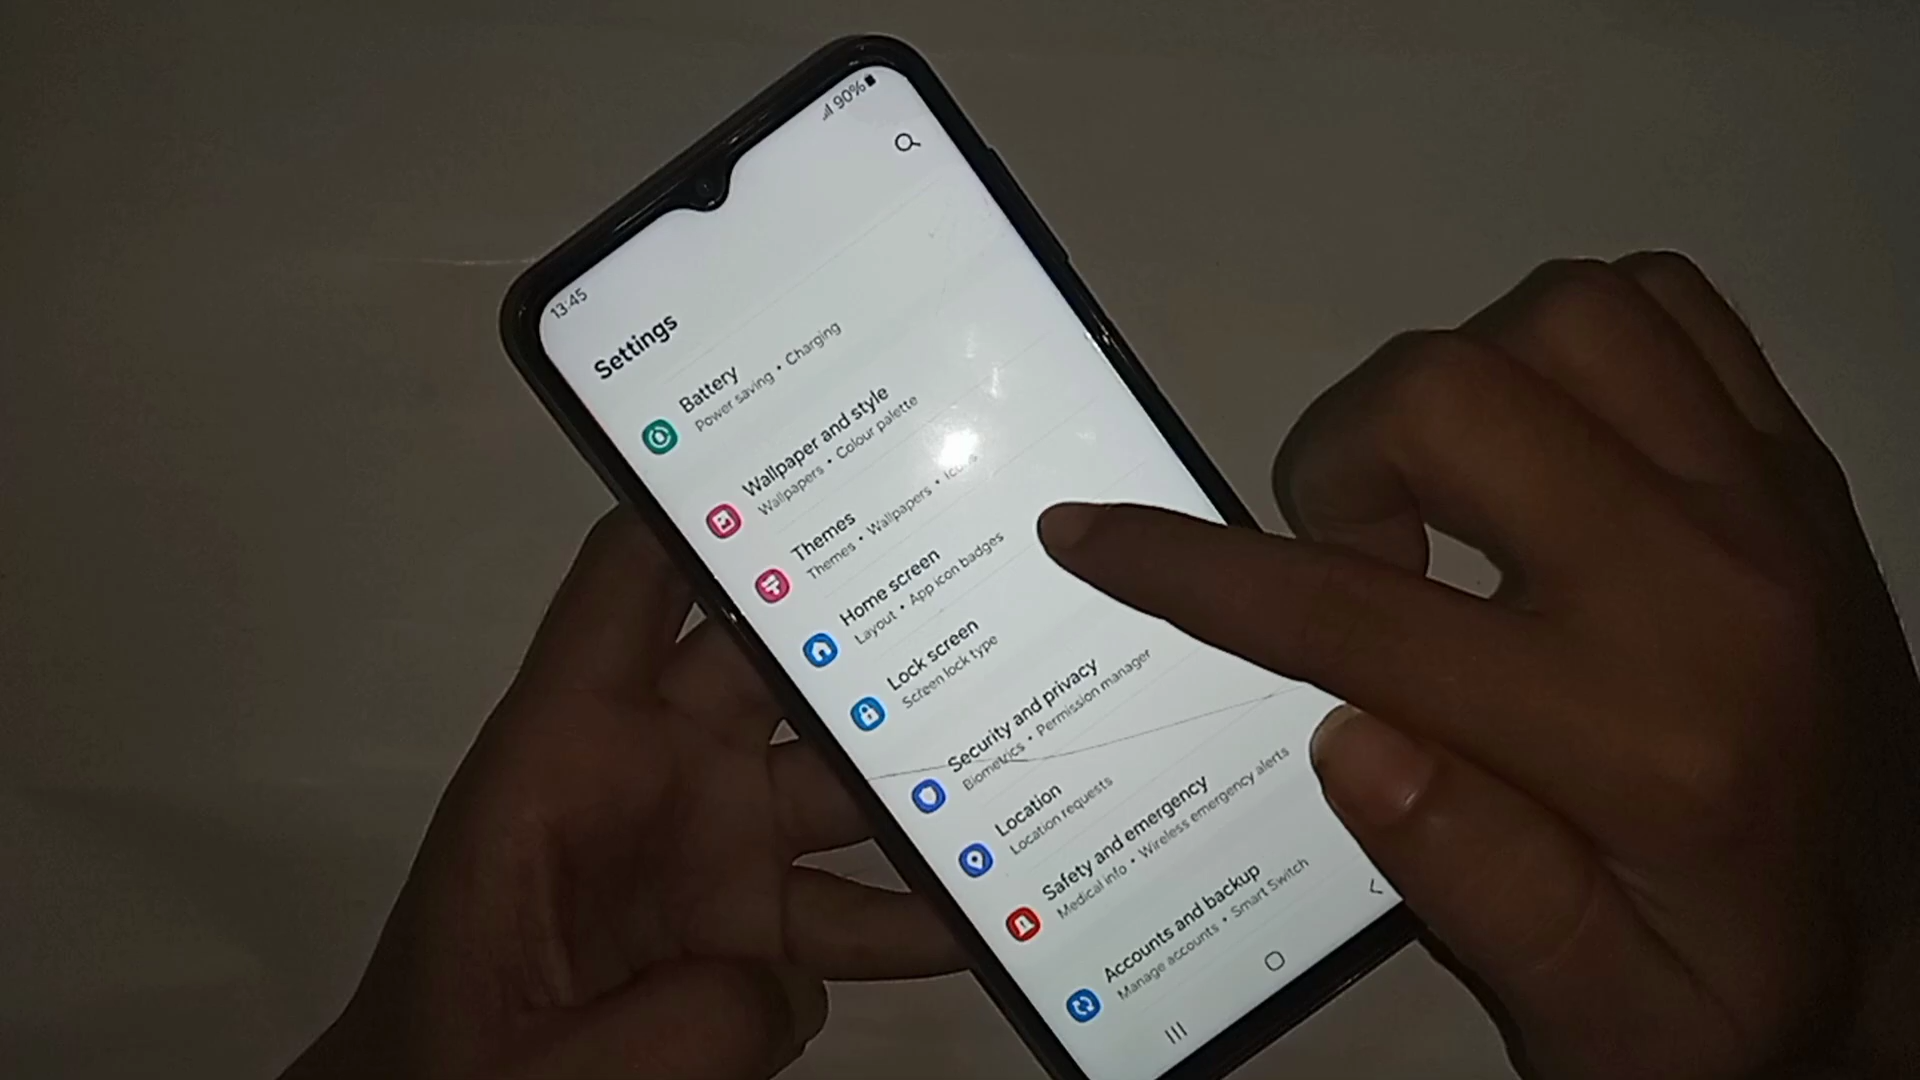 13:45
90%
Settings
Battery
Power saving • Charging
Wallpaper and style
Wallpapers • Colour palette
Themes
Themes • Wallpapers • Icons
Home screen
Layout • App icon badges
Lock screen
Screen lock type
Security and privacy
Biometrics • Permission manager
Location
Location requests
Safety and emergency
Medical info • Wireless emergency alerts
Accounts and backup
Manage accounts • Smart Switch